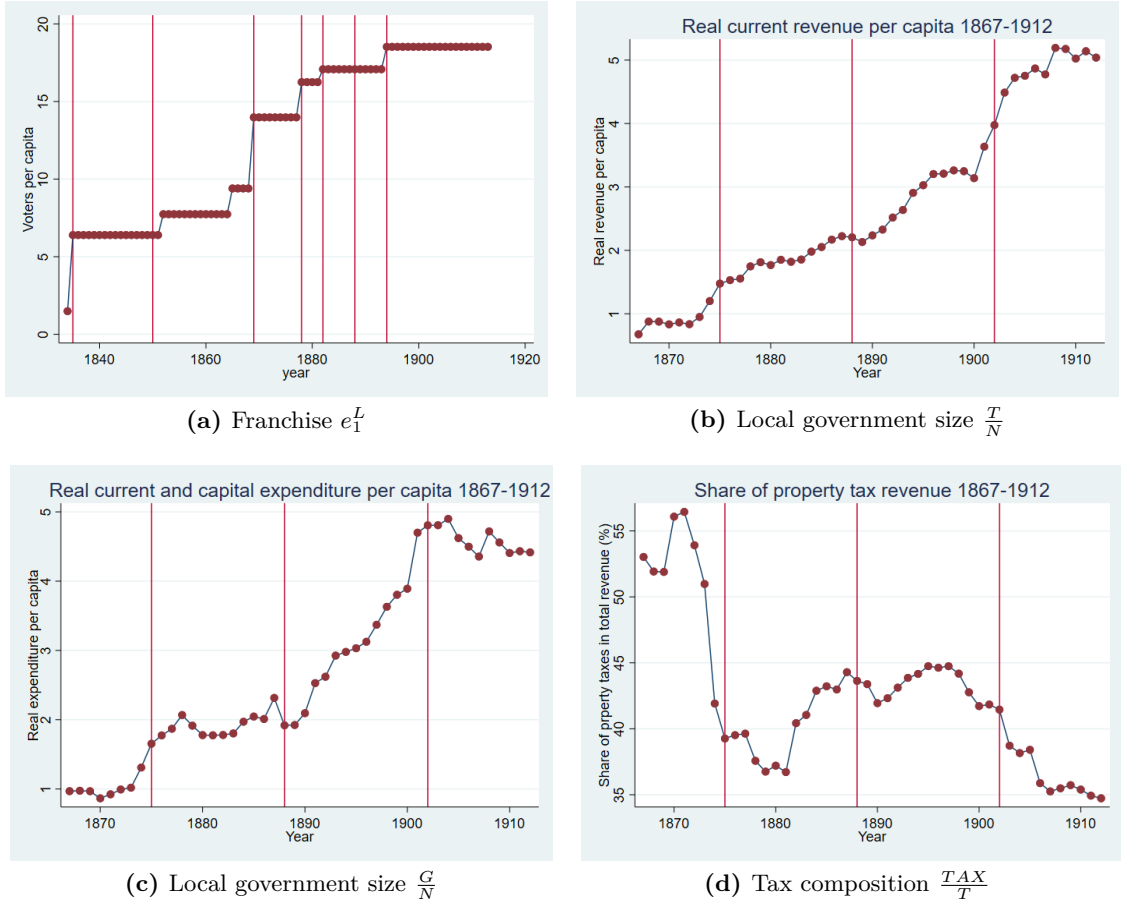 Voters per capita
20
15
10
5
0
1840
1860
1880
1900
1920
year
(a) Franchise e_1^L
Real current revenue per capita 1867-1912
Real revenue per capita
5
4
3
2
1
1870
1880
1890
1900
1910
Year
(b) Local government size T/N
Real current and capital expenditure per capita 1867-1912
Real expenditure per capita
5
4
3
2
1
1870
1880
1890
1900
1910
Year
(c) Local government size G/N
Share of property tax revenue 1867-1912
Share of prperty taxes in total revenue (%)
55
50
45
40
35
1870
1880
1890
1900
1910
Year
(d) Tax composition TAX/T